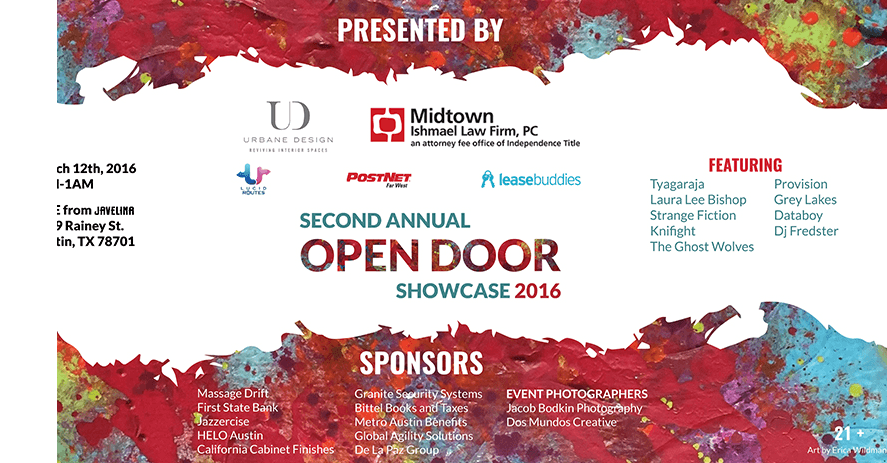 PRESENTED BY
UD
URBANE DESIGN
REVIVING INTERIOR SPACES
Midtown
Ishmael Law Firm, PC
an attorney fee office of Independence Title
LUCID
ROUTES
POSTNET
Far West
leasebuddies
ch 12th, 2016
-1AM
E from JAVELINA
9 Rainey St.
tin, TX 78701
SECOND ANNUAL
OPEN DOOR
SHOWCASE 2016
FEATURING
Tyagaraja
Laura Lee Bishop
Strange Fiction
Knifight
The Ghost Wolves
Provision
Grey Lakes
Databoy
Dj Fredster
SPONSORS
Massage Drift
First State Bank
Jazzercise
HELO Austin
California Cabinet Finishes
Granite Security Systems
Bittel Books and Taxes
Metro Austin Benefits
Global Agility Solutions
De La Paz Group
EVENT PHOTOGRAPHERS
Jacob Bodkin Photography
Dos Mundos Creative
21 +
Art by Erica Wildman